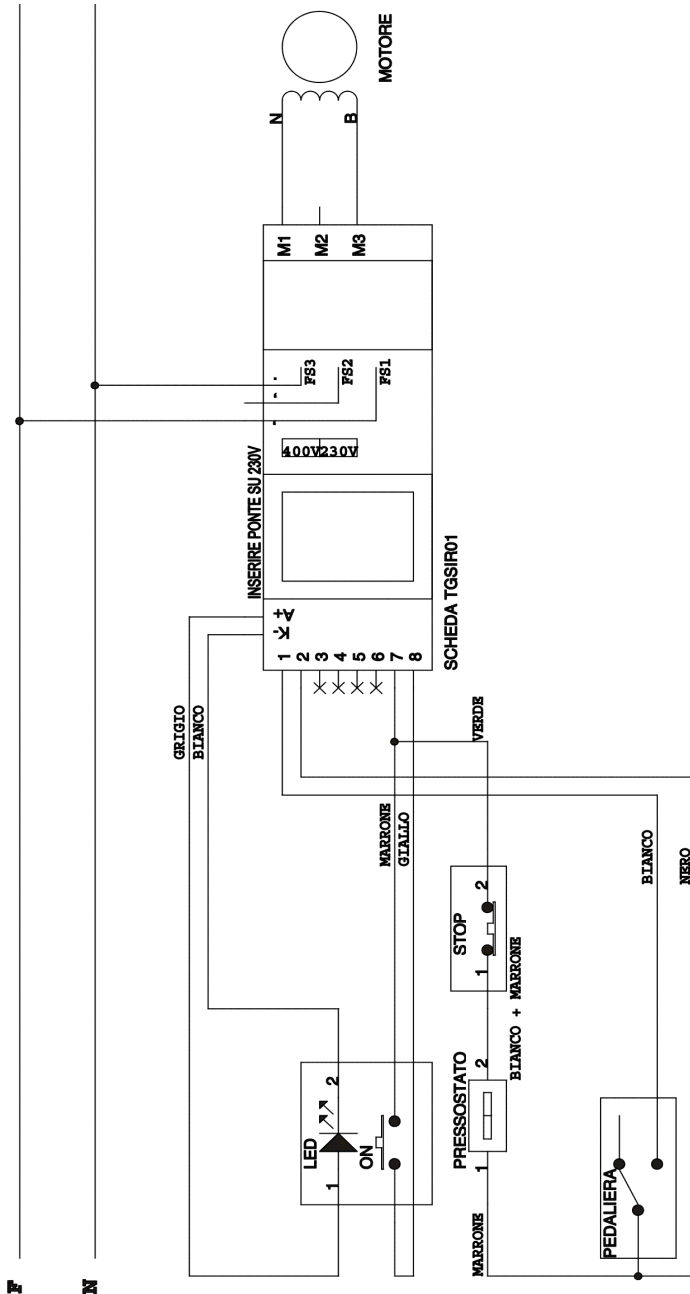 MOTORE
N
B
M1
M2
M3
FS3
FS2
FS1
400V
230V
INSERIRE PONTE SU 230V
A+
K-
1
2
3
4
5
6
7
8
SCHEDA TGSIR01
GRIGIO
BIANCO
MARRONE
GIALLO
VERDE
BIANCO
NERO
STOP
1
2
BIANCO + MARRONE
PRESSOSTATO
1
2
MARRONE
LED
1
2
ON
PEDALIERA
F
N